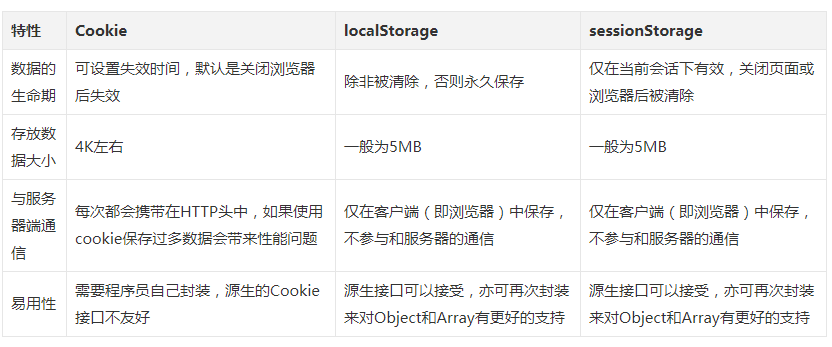 特性 Cookie localStorage sessionStorage
数据的
生命期
可设置失效时间，默认是关闭浏览器
后失效
除非被清除，否则永久保存
仅在当前会话下有效，关闭页面或
浏览器后被清除
存放数
据大小
4K左右
一般为5MB
一般为5MB
与服务
器端通
信
每次都会携带在HTTP头中，如果使用
cookie保存过多数据会带来性能问题
仅在客户端（即浏览器）中保存，
不参与和服务器的通信
仅在客户端（即浏览器）中保存，
不参与和服务器的通信
易用性
需要程序员自己封装，源生的Cookie
接口不友好
源生接口可以接受，亦可再次封装
来对Object和Array有更好的支持
源生接口可以接受，亦可再次封装
来对Object和Array有更好的支持